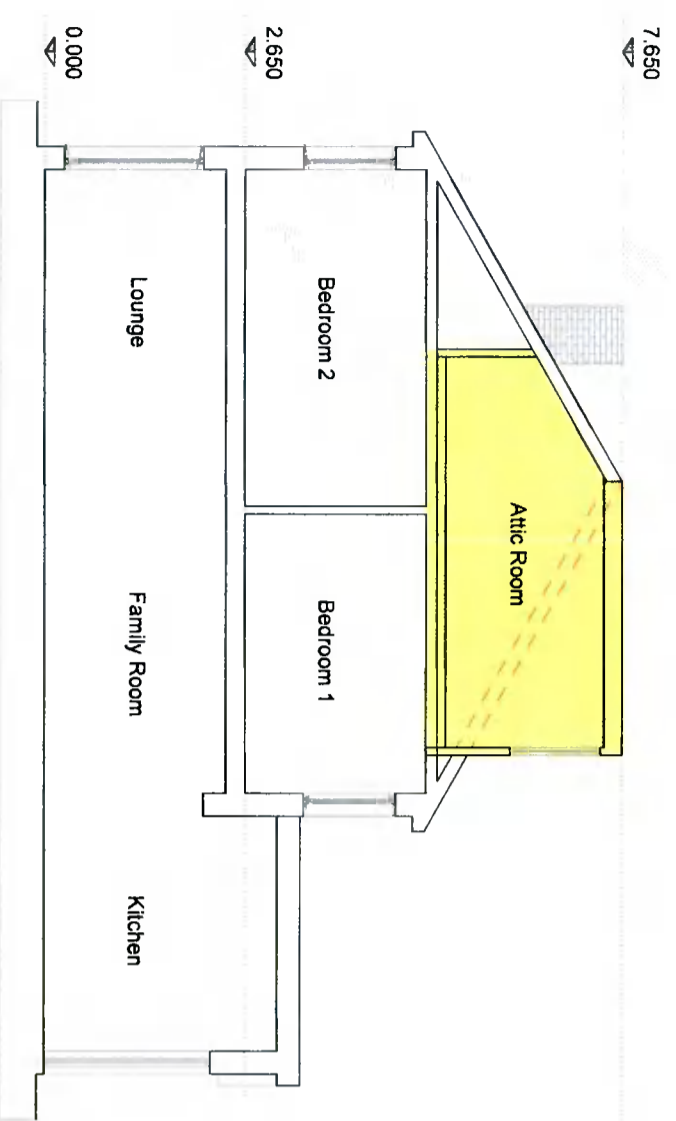 7.650
Attic Room
2.650
Bedroom 2
Bedroom 1
0.000
Lounge
Family Room
Kitchen